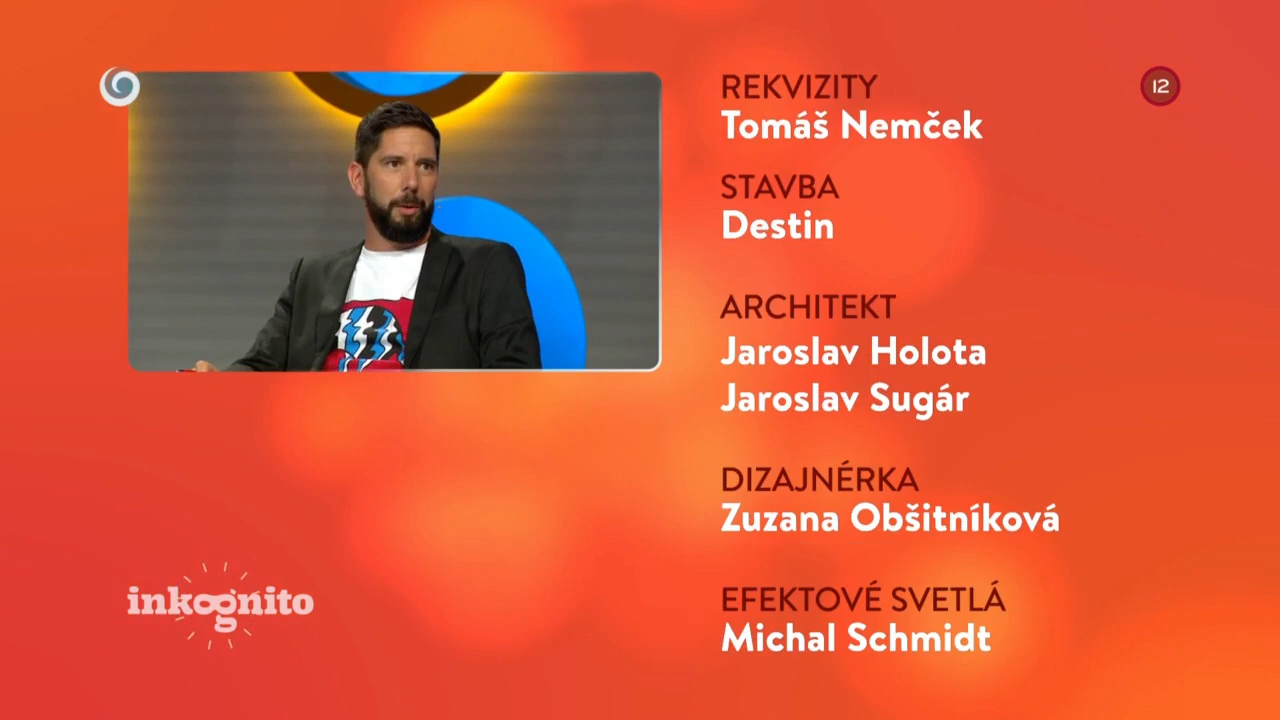 REKVIZITY
Tomáš Nemček
12
STAVBA
Destin
ARCHITEKT
Jaroslav Holota
Jaroslav Sugár
DIZAJNÉRKA
Zuzana Obšitníková
EFEKTOVÉ SVETLÁ
Michal Schmidt
inkognito